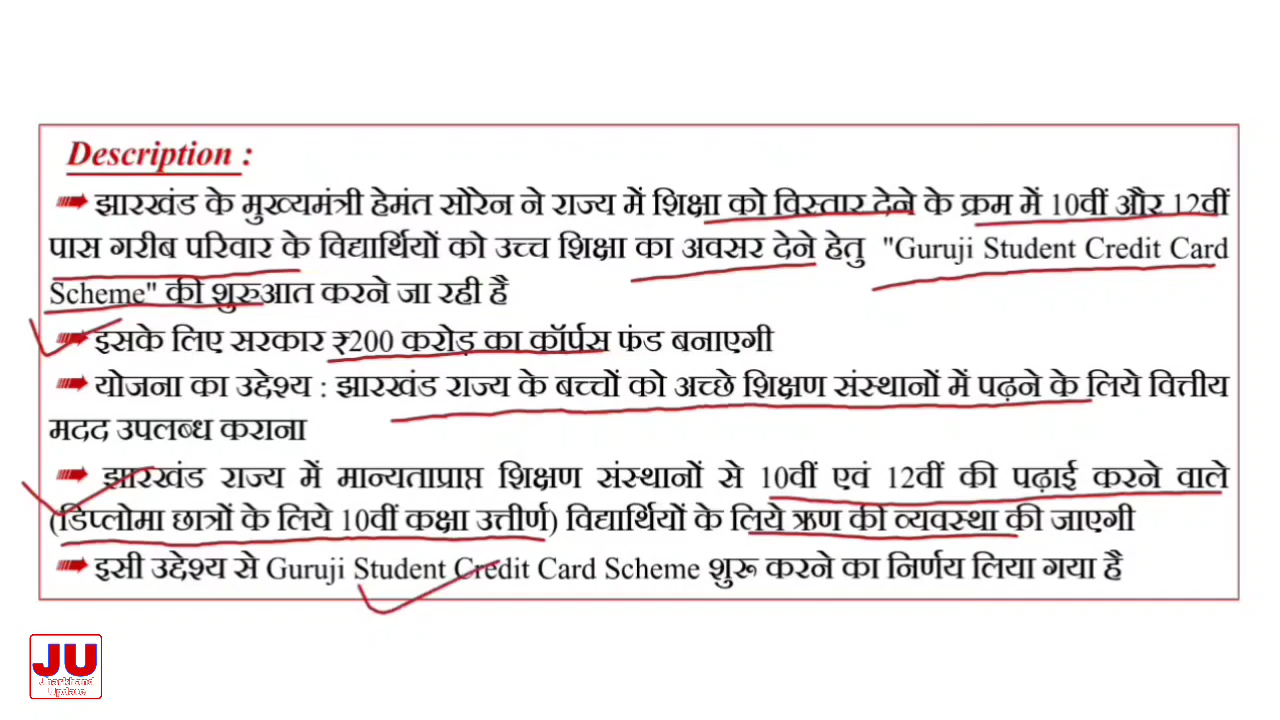 Description :
झारखंड के मुख्यमंत्री हेमंत सोरेन ने राज्य में शिक्षा को विस्तार देने के क्रम में 10वीं और 12वीं
पास गरीब परिवार के विद्यार्थियों को उच्च शिक्षा का अवसर देने हेतु "Guruji Student Credit Card
Scheme" की शुरुआत करने जा रही है
इसके लिए सरकार ₹200 करोड़ का कॉर्पस फंड बनाएगी
योजना का उद्देश्य : झारखंड राज्य के बच्चों को अच्छे शिक्षण संस्थानों में पढ़ने के लिये वित्तीय
मदद उपलब्ध कराना
झारखंड राज्य में मान्यताप्राप्त शिक्षण संस्थानों से 10वीं एवं 12वीं की पढ़ाई करने वाले
(डिप्लोमा छात्रों के लिये 10वीं कक्षा उत्तीर्ण) विद्यार्थियों के लिये ऋण की व्यवस्था की जाएगी
इसी उद्देश्य से Guruji Student Credit Card Scheme शुरू करने का निर्णय लिया गया है
JU
Jharkhand
Update